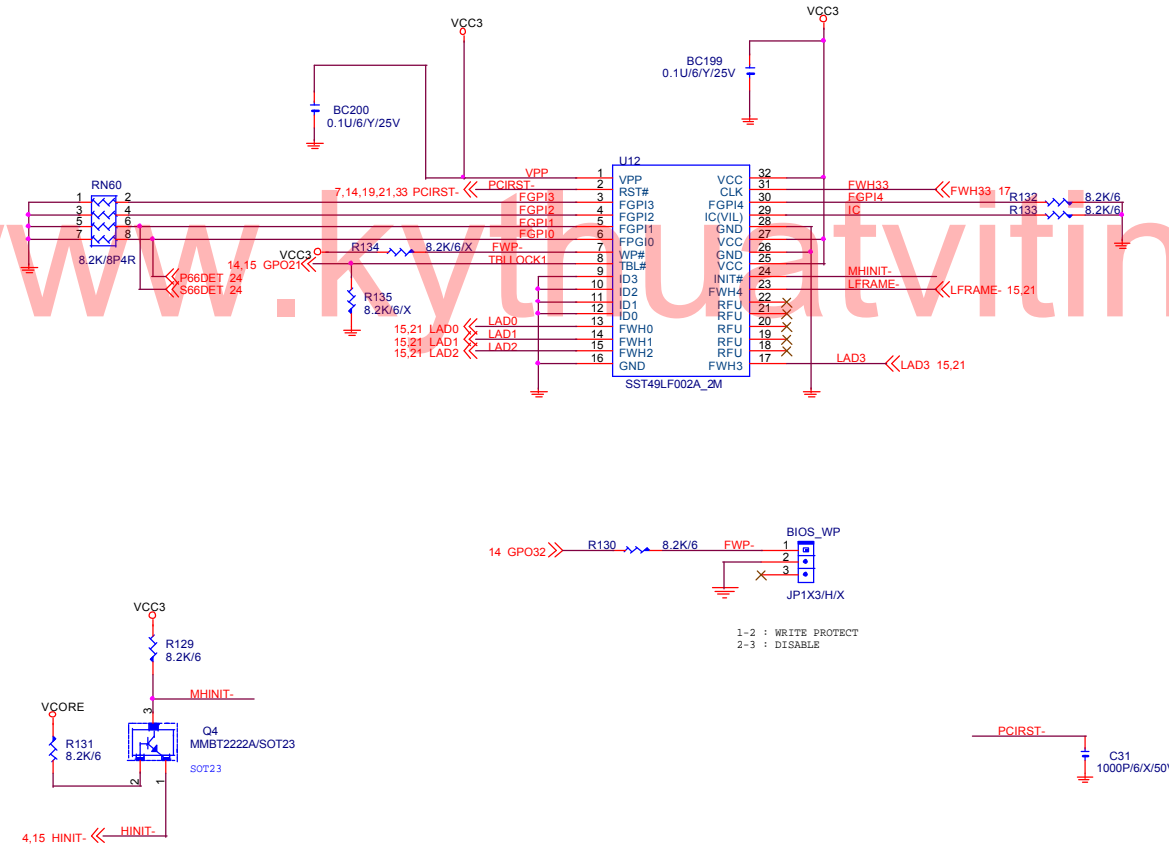 VCC3
VCC3
BC199
0.1U/6/Y/25V
BC200
0.1U/6/Y/25V
U12
RN60
1 2
3 4
5 6
7 8
8.2K/8P4R
7,14,19,21,33 PCIRST-
VPP
PCIRST-
FGPI3
FGPI2
FGPI1
FGPI0
VCC3
R134
8.2K/6/X
FWP-
14,15 GPO21
TBLLOCK1
P66DET 24
S66DET 24
R135
8.2K/6/X
15,21 LAD0
LAD0
15,21 LAD1
LAD1
15,21 LAD2
LAD2
1 VPP
2 RST#
3 FGPI3
4 FGPI2
5 FGPI1
6 FPGI0
7 WP#
8 TBL#
9 ID3
10 ID2
11 ID1
12 ID0
13 FWH0
14 FWH1
15 FWH2
16 GND
VCC 32
CLK 31
FGPI4 30
IC(VIL) 29
GND 28
VCC 27
GND 26
VCC 25
INIT# 24
FWH4 23
RFU 22
RFU 21
RFU 20
RFU 19
RFU 18
FWH3 17
SST49LF002A_2M
FWH33
FWH33 17
FGPI4
R132
8.2K/6
IC
R133
8.2K/6
MHINIT-
LFRAME-
LFRAME- 15,21
LAD3
LAD3 15,21
www.kythuatvitin
14 GPO32
R130
8.2K/6
FWP-
BIOS_WP
1
2
3
JP1X3/H/X
1-2 : WRITE PROTECT
2-3 : DISABLE
VCC3
R129
8.2K/6
MHINIT-
VCORE
R131
8.2K/6
3
Q4
MMBT2222A/SOT23
SOT23
2
1
4,15 HINIT-
HINIT-
PCIRST-
C31
1000P/6/X/50V